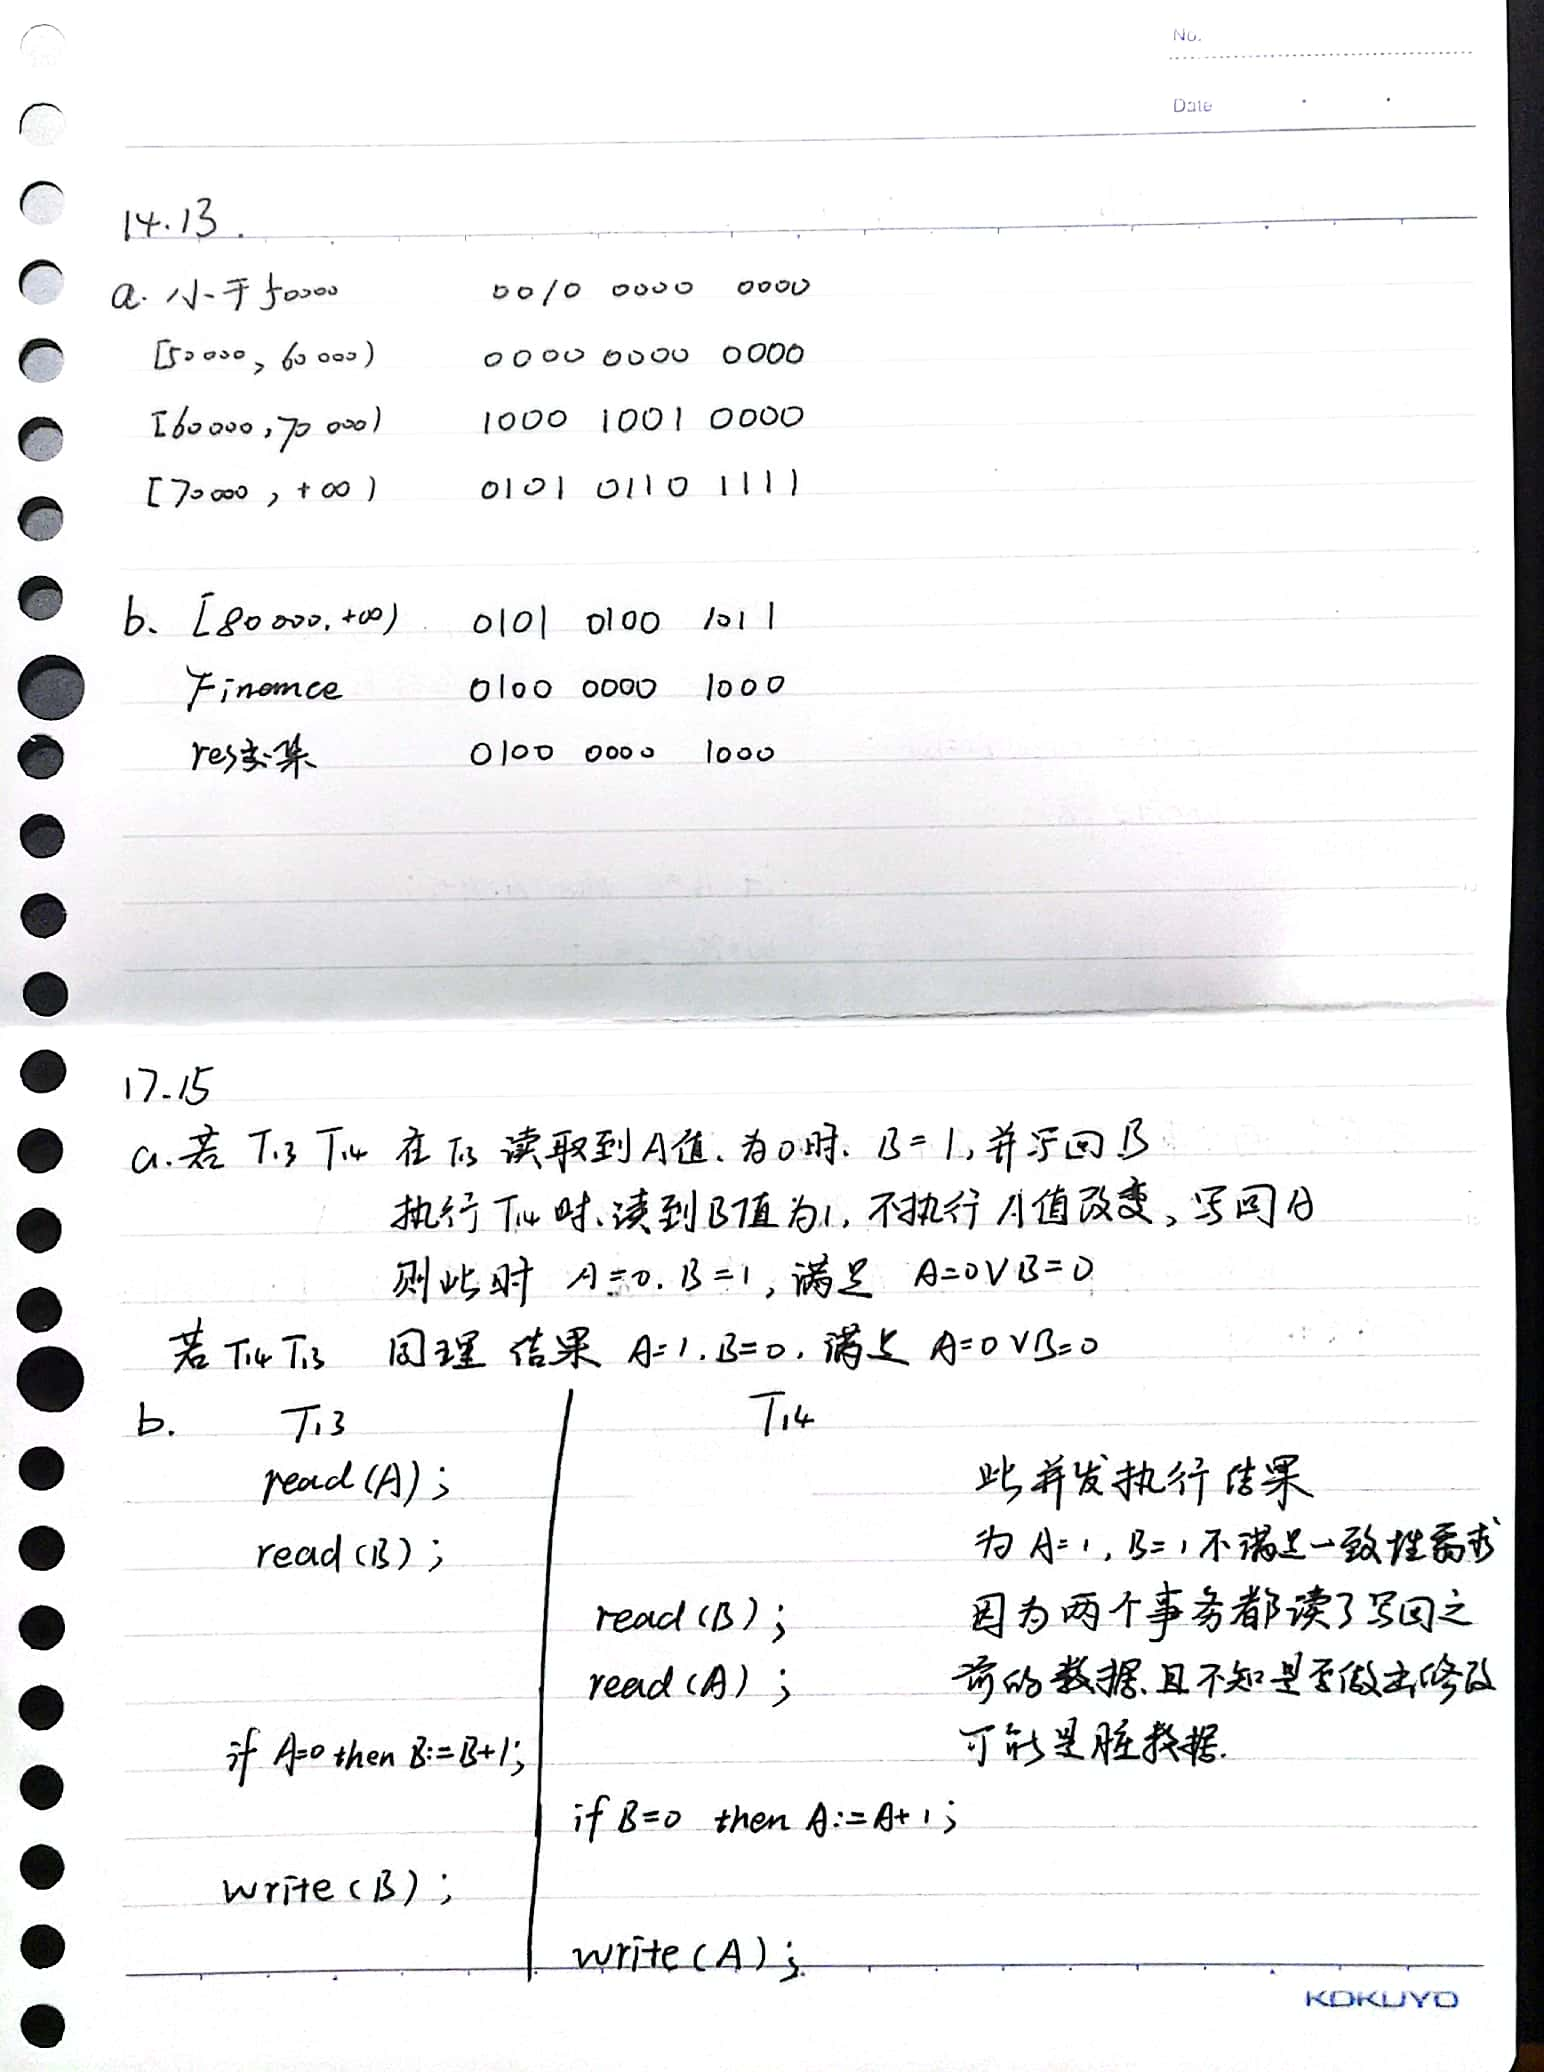 No.
Date
14.13.
a. 小于50000 0010 0000 0000
[50000, 60000) 0000 0000 0000
[60000, 70000) 1000 1001 0000
[70000, +∞) 0101 0110 1111
b. [80000, +∞) 0101 0100 1011
Finance 0100 0000 1000
res求集 0100 0000 1000
17.15
a. 若 T13 T14 在 T13 读取到A值、为0时、B=1,并写回B
执行T14时、读到B值为1,不执行A值改变、写回A
则此时 A=0. B=1,满足 A=0∨B=0
若 T14 T13 同理 结果 A=1. B=0. 满足 A=0∨B=0
b. T13 T14
read(A);
read(B);
read(B);
read(A);
if A=0 then B:=B+1;
if B=0 then A:=A+1;
write(B);
write(A);
此并发执行结果
为A=1, B=1不满足一致性需求
因为两个事务都读了写回之
前的数据.且不知是否做出修改
可能是脏数据.
KOKUYO